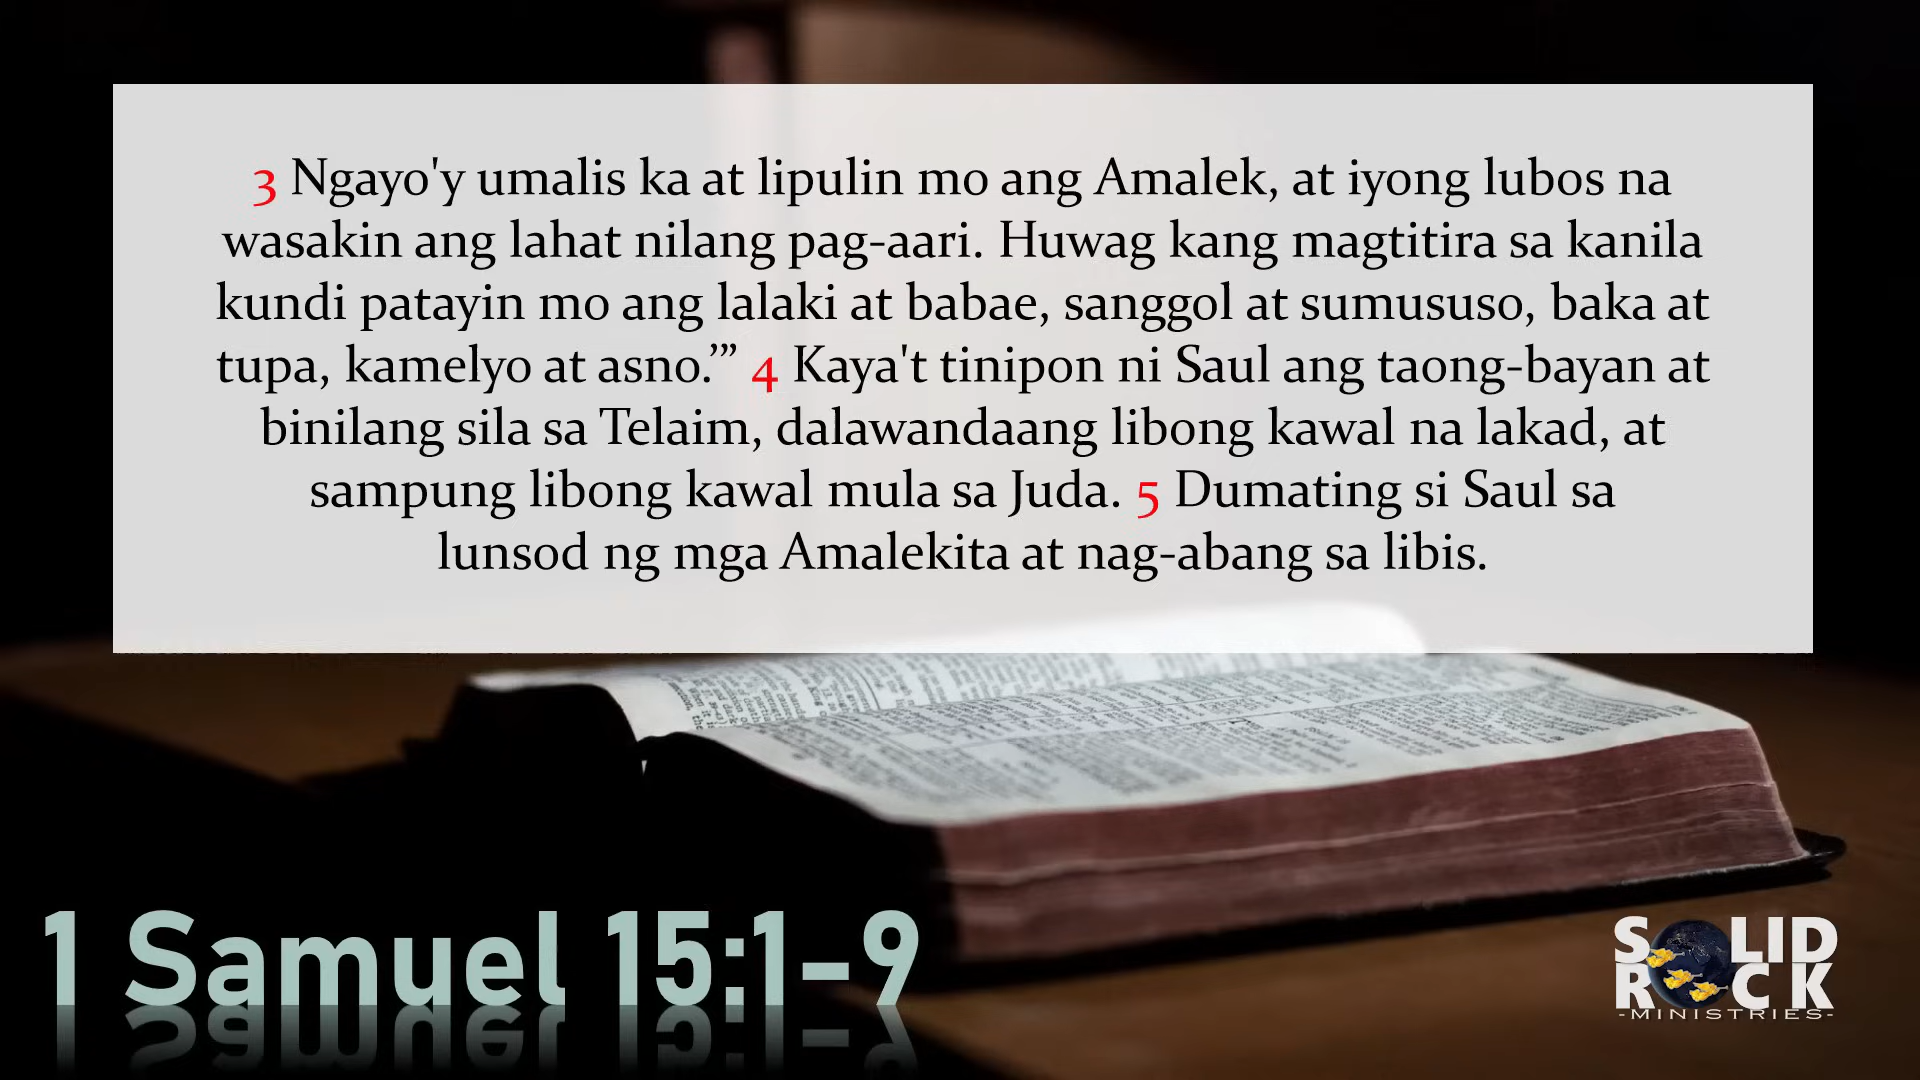 3 Ngayo'y umalis ka at lipulin mo ang Amalek, at iyong lubos na
wasakin ang lahat nilang pag-aari. Huwag kang magtitira sa kanila
kundi patayin mo ang lalaki at babae, sanggol at sumususo, baka at
tupa, kamelyo at asno.’” 4 Kaya't tinipon ni Saul ang taong-bayan at
binilang sila sa Telaim, dalawandaang libong kawal na lakad, at
sampung libong kawal mula sa Juda. 5 Dumating si Saul sa
lunsod ng mga Amalekita at nag-abang sa libis.
1 Samuel 15:1-9
SOLID
ROCK
-MINISTRIES-